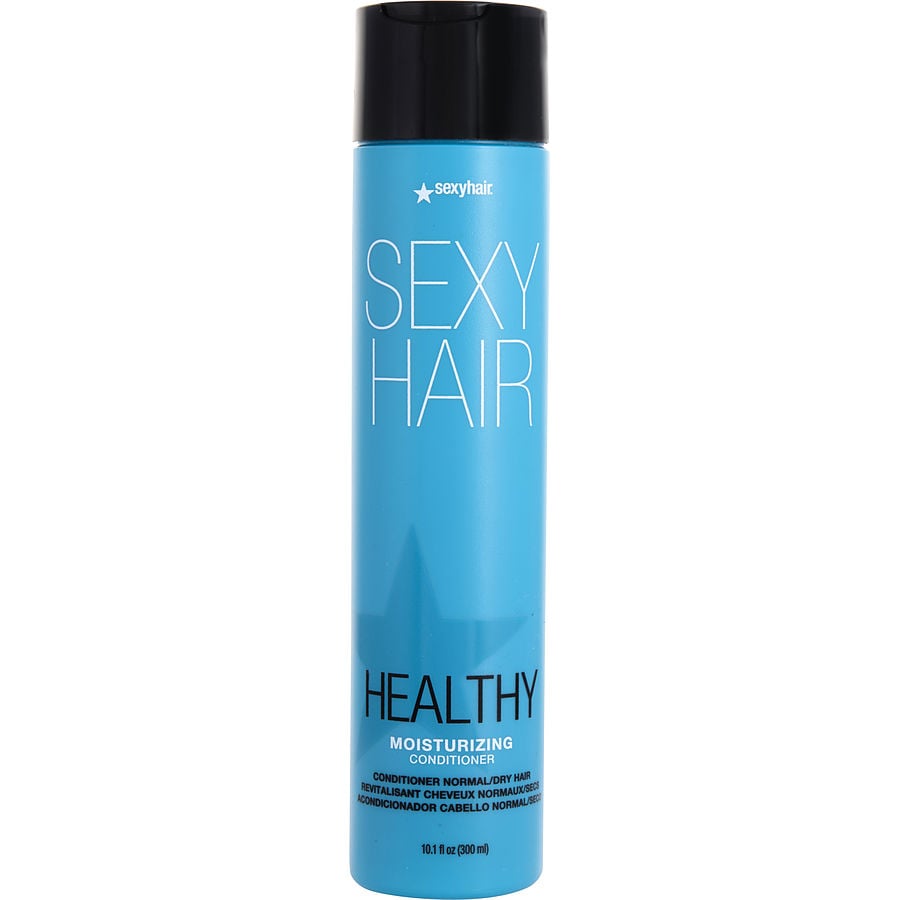 sexyhair.
SEXY
HAIR
HEALTHY
MOISTURIZING
CONDITIONER
CONDITIONER NORMAL/DRY HAIR
REVITALISANT CHEVEUX NORMAUX/SECS
ACONDICIONADOR CABELLO NORMAL/SECO
10.1 fl oz (300 ml)